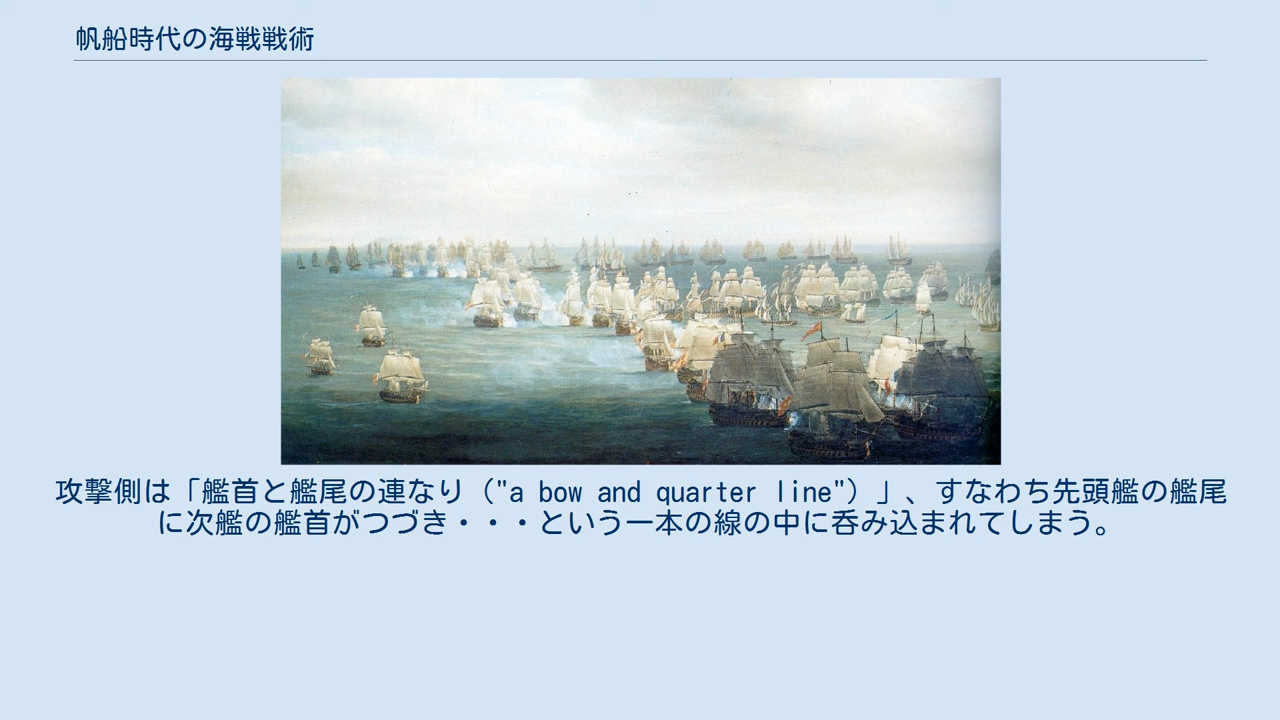 帆船時代の海戦戦術
攻撃側は「艦首と艦尾の連なり（"a bow and quarter line"）」、すなわち先頭艦の艦尾
に次艦の艦首がつづき・・・という一本の線の中に呑み込まれてしまう。